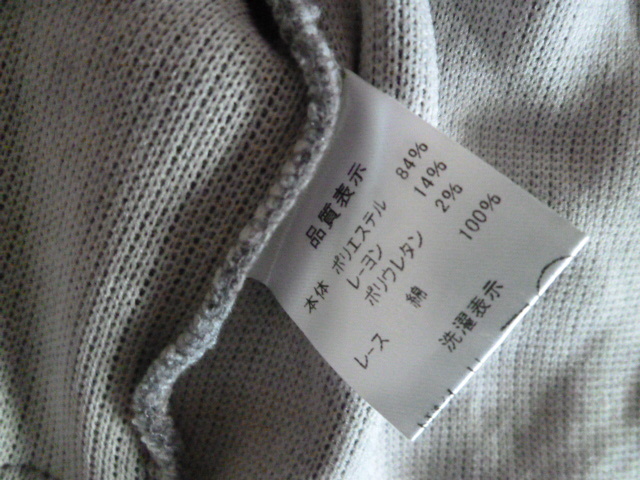 品質表示
本体 ポリエステル 84%
レーヨン 14%
ポリウレタン 2%
レース 綿 100%
洗濯表示